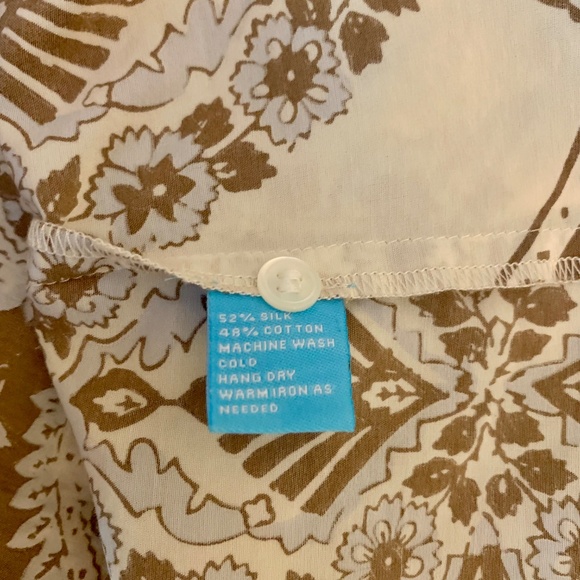 52% SILK
48% COTTON
MACHINE WASH
COLD
HANG DRY
WARM IRON AS
NEEDED